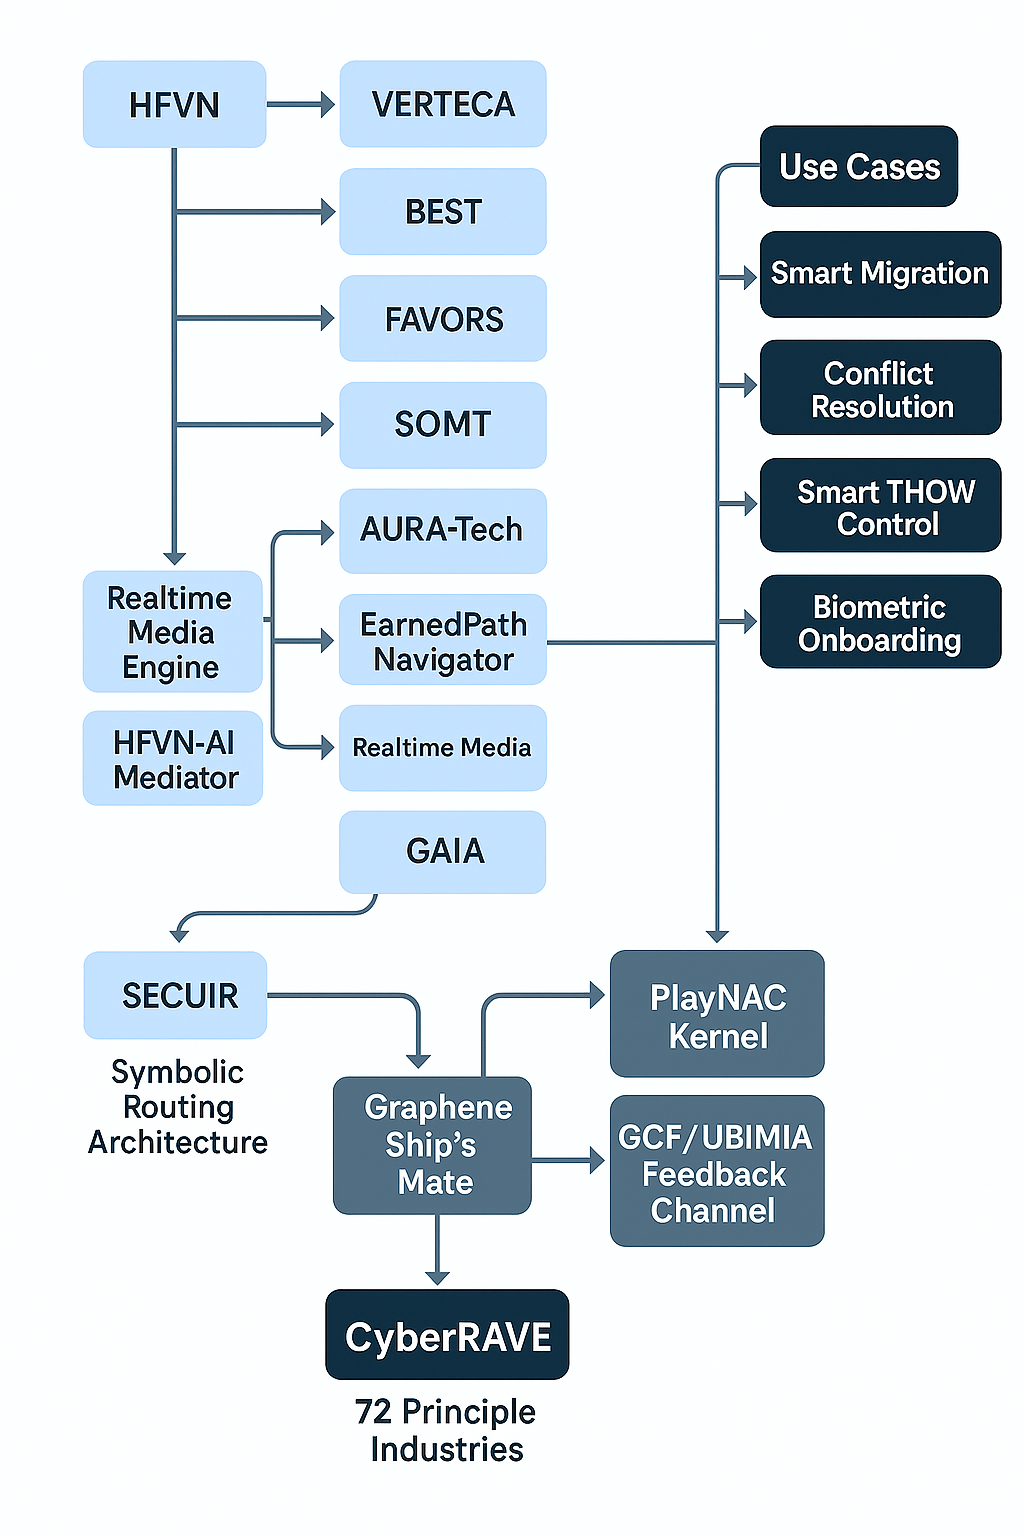 HFVN
VERTECA
BEST
FAVORS
SOMT
AURA-Tech
Realtime
Media
Engine
EarnedPath
Navigator
HFVN-AI
Mediator
Realtime Media
GAIA
Use Cases
Smart Migration
Conflict
Resolution
Smart THOW
Control
Biometric
Onboarding
SECUIR
Symbolic
Routing
Architecture
Graphene
Ship's
Mate
PlayNAC
Kernel
GCF/UBIMIA
Feedback
Channel
CyberRAVE
72 Principle
Industries